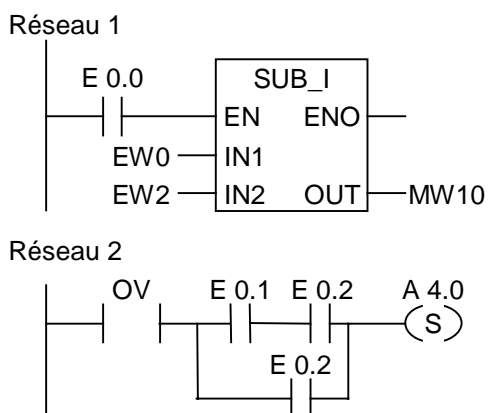 Réseau 1
E 0.0
SUB_I
EN ENO
EW0 IN1
EW2 IN2 OUT MW10
Réseau 2
OV E 0.1 E 0.2 A 4.0
S
E 0.2